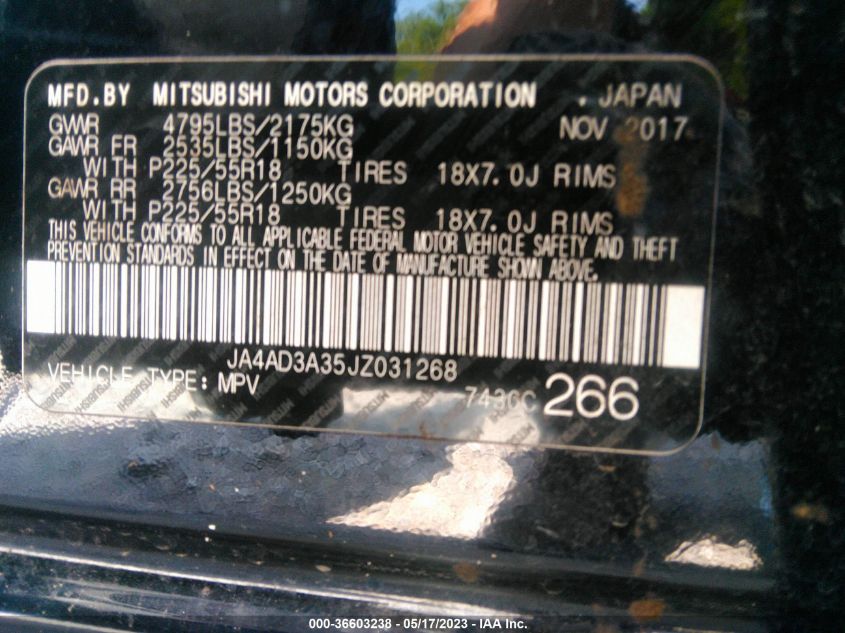 MFD.BY MITSUBISHI MOTORS CORPORATION . JAPAN
GVWR 4795LBS/2175KG NOV 2017
GAWR FR 2535LBS/1150KG
WITH P225/55R18 TIRES 18X7.0J RIMS
GAWR RR 2756LBS/1250KG
WITH P225/55R18 TIRES 18X7.0J RIMS
THIS VEHICLE CONFORMS TO ALL APPLICABLE FEDERAL MOTOR VEHICLE SAFETY AND THEFT
PREVENTION STANDARDS IN EFFECT ON THE DATE OF MANUFACTURE SHOWN ABOVE.
JA4AD3A35JZ031268
VEHICLE TYPE: MPV
266
000-36603238 - 05/17/2023 - © IAA Inc.